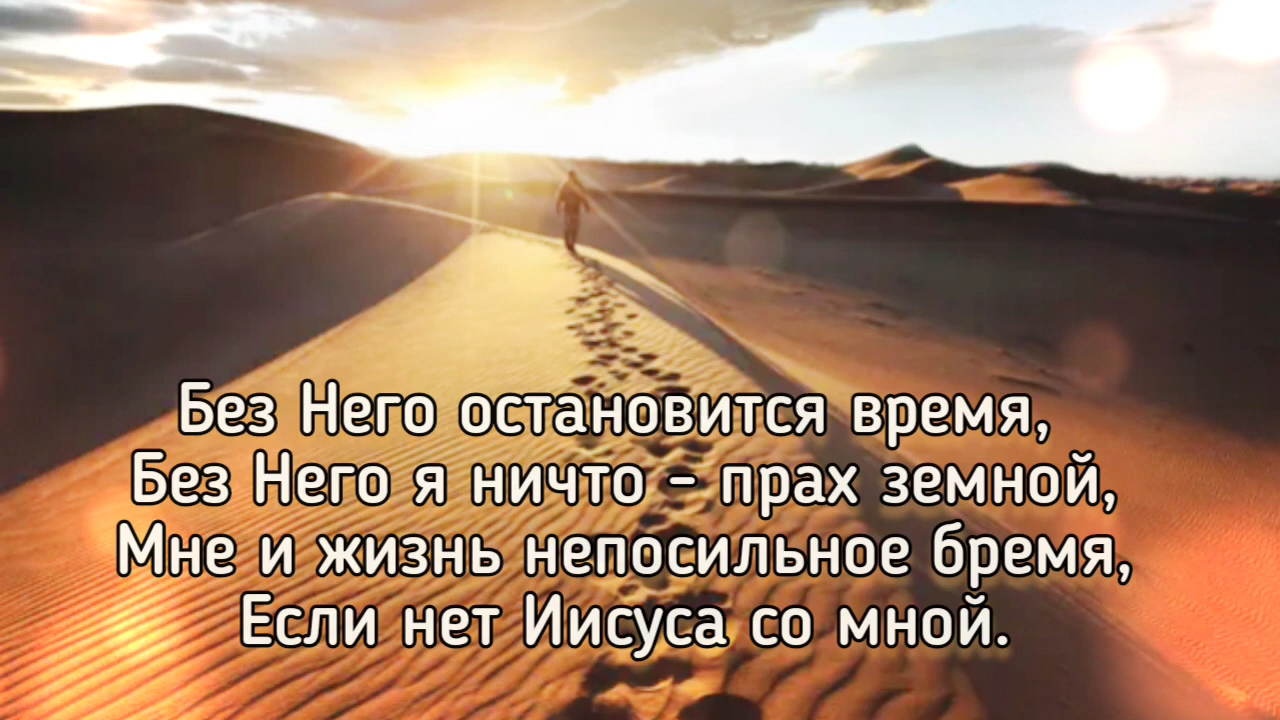 Без Него остановится время,
Без Него я ничто - прах земной,
Мне и жизнь непосильное бремя,
Если нет Иисуса со мной.